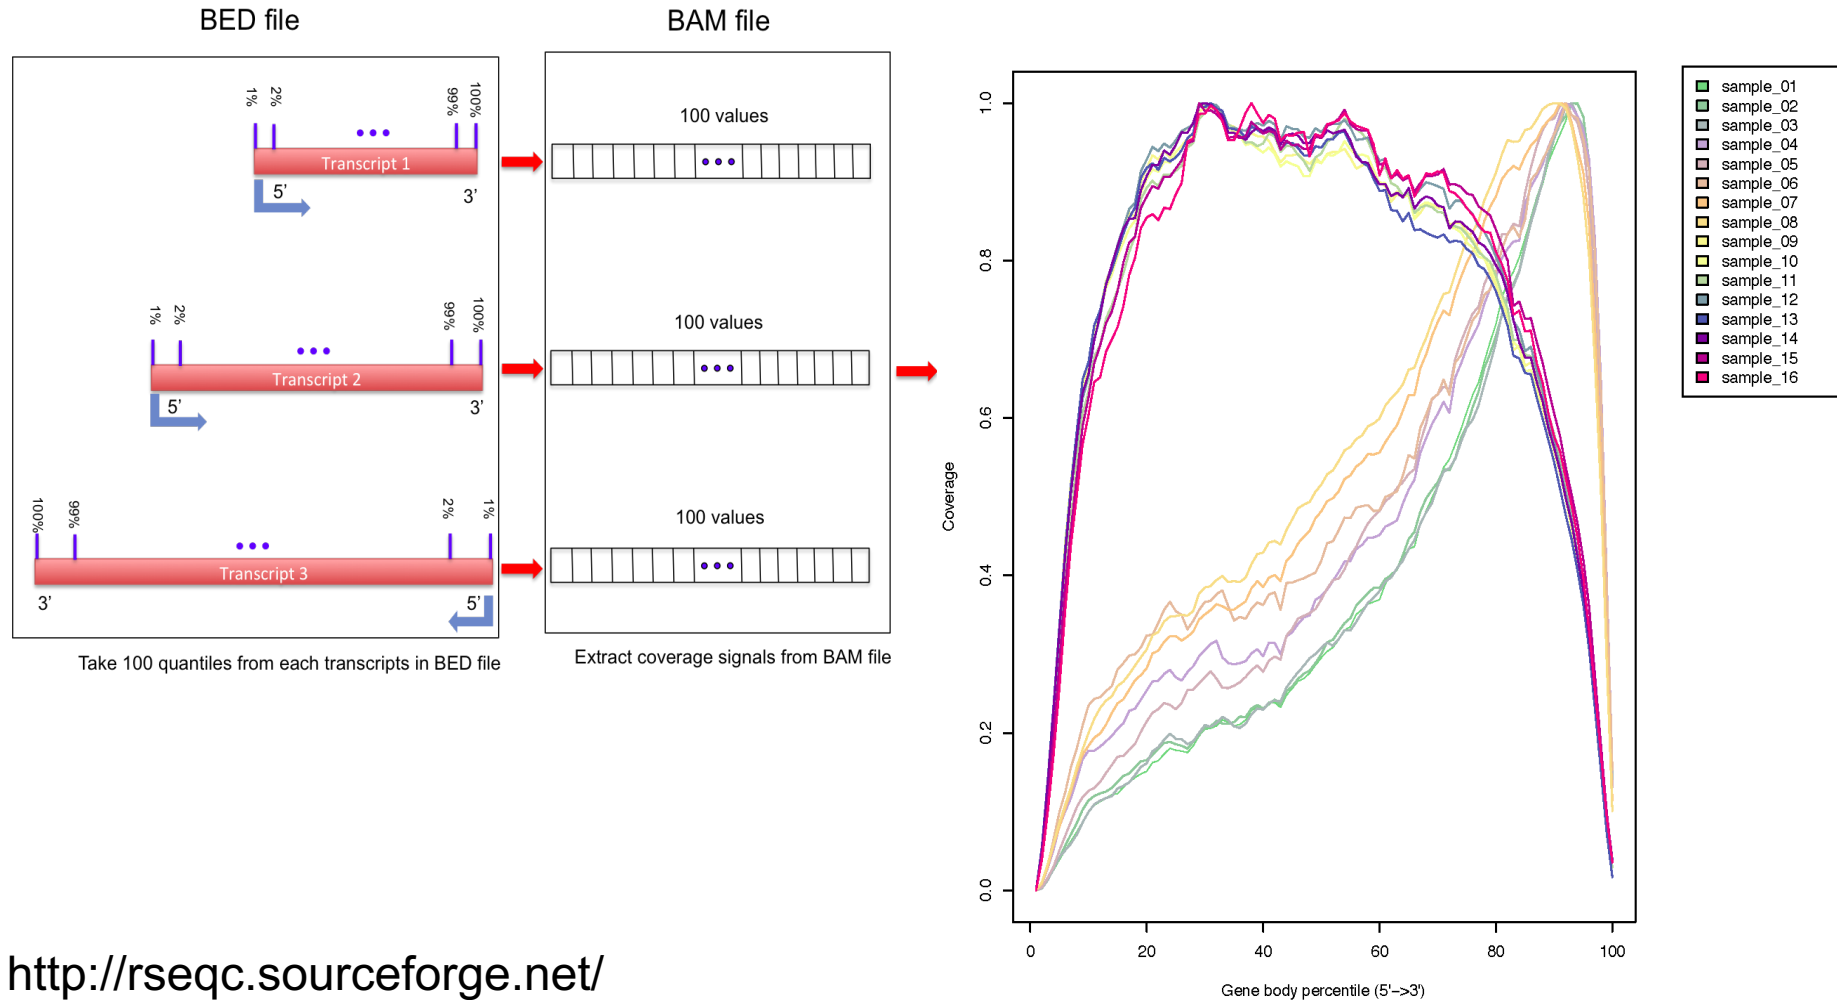 BED file
BAM file
1%
2%
99%
100%
Transcript 1
5’
3’
100 values
1%
2%
99%
100%
Transcript 2
5’
3’
100 values
100%
99%
2%
1%
Transcript 3
3’
5’
100 values
Take 100 quantiles from each transcripts in BED file
Extract coverage signals from BAM file
Coverage
1.0
0.8
0.6
0.4
0.2
0.0
0 20 40 60 80 100
Gene body percentile (5'->3')
sample_01
sample_02
sample_03
sample_04
sample_05
sample_06
sample_07
sample_08
sample_09
sample_10
sample_11
sample_12
sample_13
sample_14
sample_15
sample_16
http://rseqc.sourceforge.net/